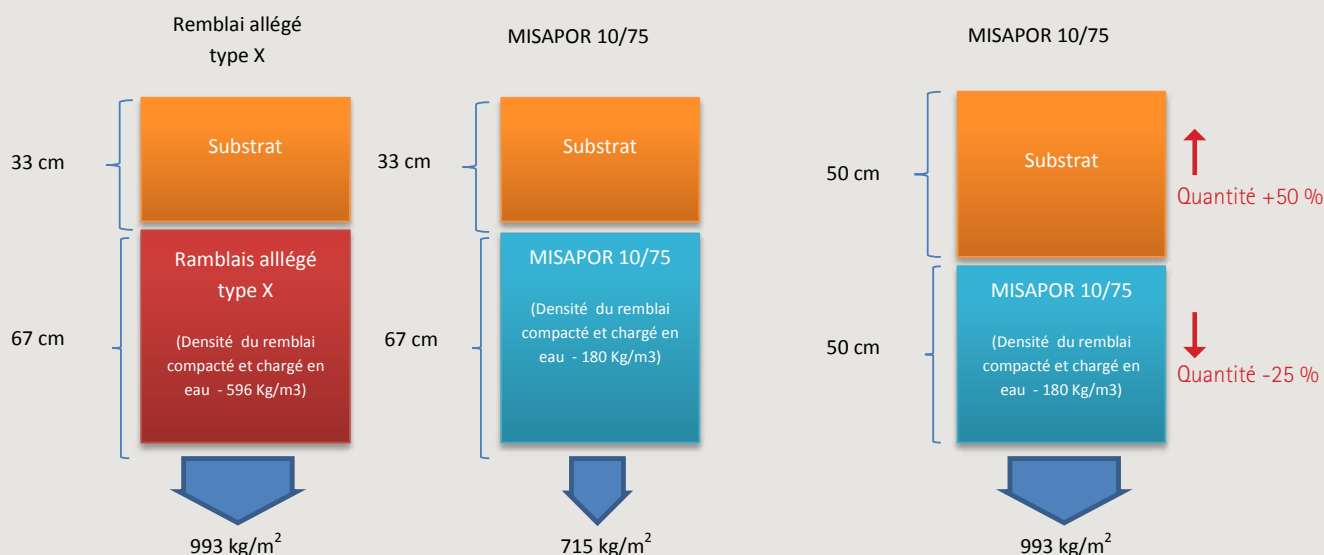 Remblai allégé
type X
33 cm
Substrat
67 cm
Ramblais alllégé
type X
(Densité du remblai
compacté et chargé en
eau - 596 Kg/m3)
993 kg/m²
MISAPOR 10/75
33 cm
Substrat
67 cm
MISAPOR 10/75
(Densité du remblai
compacté et chargé en
eau - 180 Kg/m3)
715 kg/m²
MISAPOR 10/75
50 cm
Substrat
Quantité +50 %
50 cm
MISAPOR 10/75
(Densité du remblai
compacté et chargé en
eau - 180 Kg/m3)
Quantité -25 %
993 kg/m²